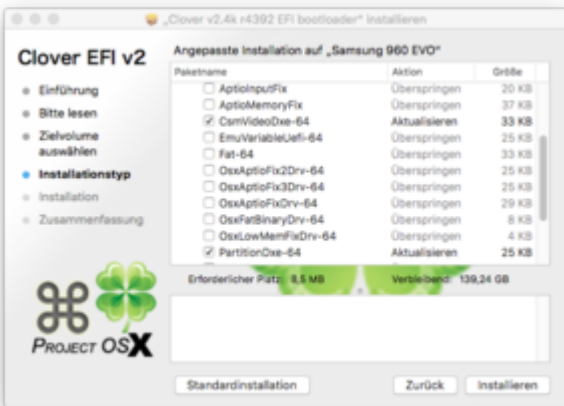 „Clover v2.4k r4392 EFI bootloader“ installieren
Clover EFI v2
Angepasste Installation auf „Samsung 960 EVO“
Paketname Aktion Größe
AptioInputFix Überspringen 20 KB
AptioMemoryFix Überspringen 37 KB
CsmVideoDxe-64 Aktualisieren 33 KB
EmuVariableUefi-64 Überspringen 25 KB
Fat-64 Überspringen 33 KB
OsxAptioFix2Drv-64 Überspringen 25 KB
OsxAptioFix3Drv-64 Überspringen 25 KB
OsxAptioFixDrv-64 Überspringen 29 KB
OsxFatBinaryDrv-64 Überspringen 8 KB
OsxLowMemFixDrv-64 Überspringen 4 KB
PartitionDxe-64 Aktualisieren 25 KB
Einführung
Bitte lesen
Zielvolume
auswählen
Installationstyp
Installation
Zusammenfassung
Erforderlicher Platz: 8,5 MB Verbleibend: 139,24 GB
PROJECT OSX
Standardinstallation Zurück Installieren